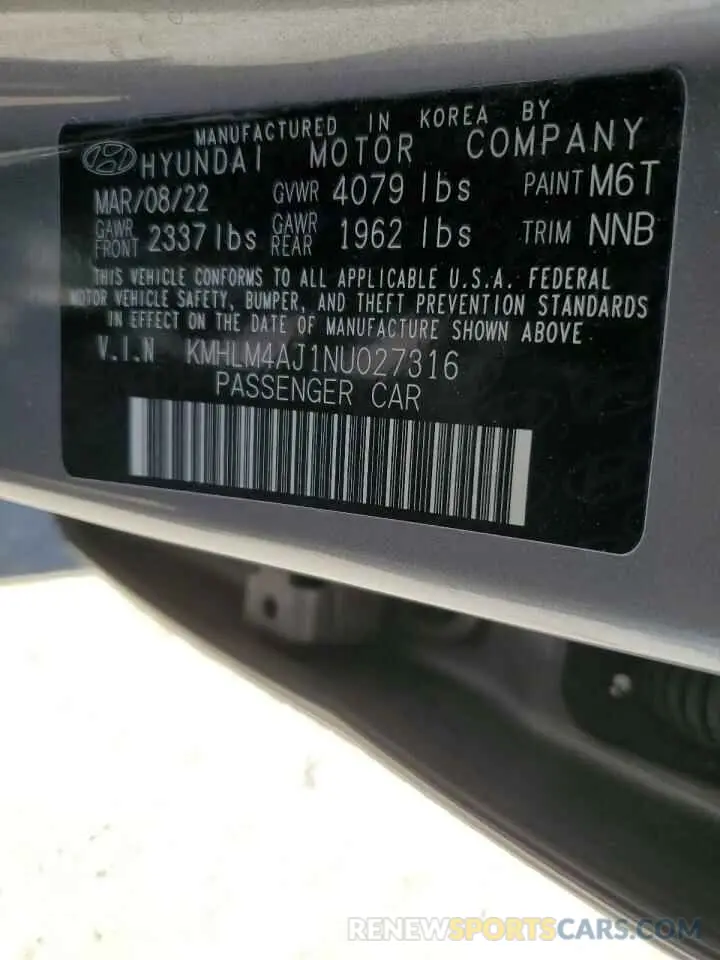 MANUFACTURED IN KOREA BY
HYUNDAI MOTOR COMPANY
MAR/08/22 GVWR 4079 lbs PAINT M6T
GAWR FRONT 2337 lbs GAWR REAR 1962 lbs TRIM NNB
THIS VEHICLE CONFORMS TO ALL APPLICABLE U.S.A. FEDERAL
MOTOR VEHICLE SAFETY, BUMPER, AND THEFT PREVENTION STANDARDS
IN EFFECT ON THE DATE OF MANUFACTURE SHOWN ABOVE.
V.I.N KMHLM4AJ1NU027316
PASSENGER CAR
RENEWSPORTSCARS.COM